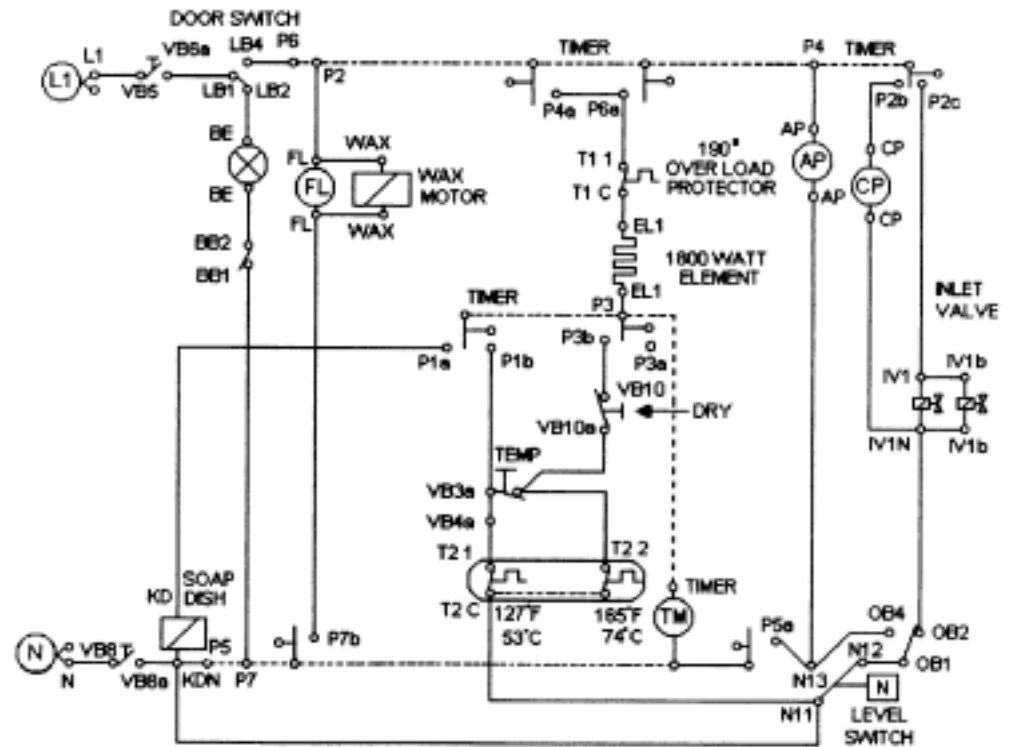 DOOR SWITCH
L1
L1
VB6a
VB5
LB4
P6
LB1
LB2
P2
TIMER
P4
TIMER
P4a
P6a
P2b
P2c
BE
BE
FL
FL
FL
WAX
WAX
MOTOR
WAX
T1 1
T1 C
190°
OVER LOAD
PROTECTOR
AP
AP
AP
CP
CP
CP
BB2
BB1
EL1
1800 WATT
ELEMENT
EL1
TIMER
P3
INLET
VALVE
P1a
P1b
P3b
P3a
IV1
IV1b
VB10
DRY
VB10a
IV1N
IV1b
TEMP
VB3a
VB4a
T2 1
T2 2
KD
SOAP
DISH
T2 C
127°F
53°C
165°F
74°C
TIMER
TM
N
N
VB8
VB8a
KDN
P5
P7
P7b
P5a
OB4
OB2
N12
OB1
N13
N11
N
LEVEL
SWITCH